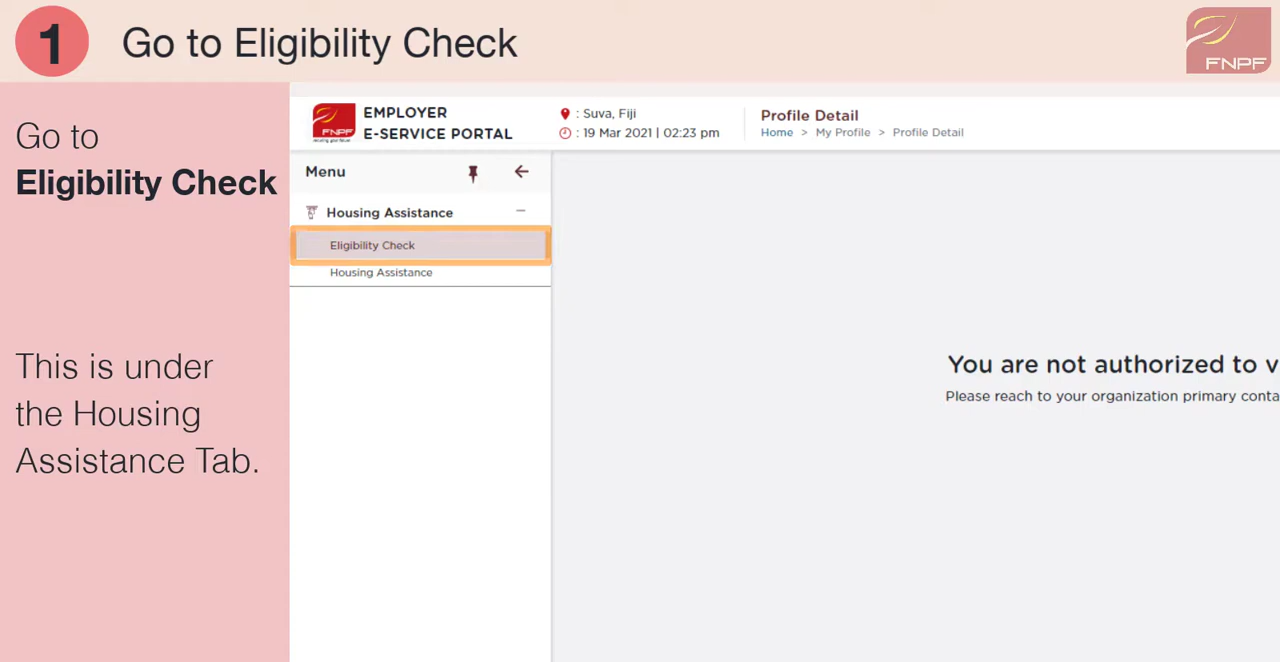 1 Go to Eligibility Check
FNPF
Go to
Eligibility Check
This is under
the Housing
Assistance Tab.
FNPF
EMPLOYER
E-SERVICE PORTAL
: Suva, Fiji
: 19 Mar 2021 | 02:23 pm
Profile Detail
Home > My Profile > Profile Detail
Menu
Housing Assistance
Eligibility Check
Housing Assistance
You are not authorized to v
Please reach to your organization primary conta